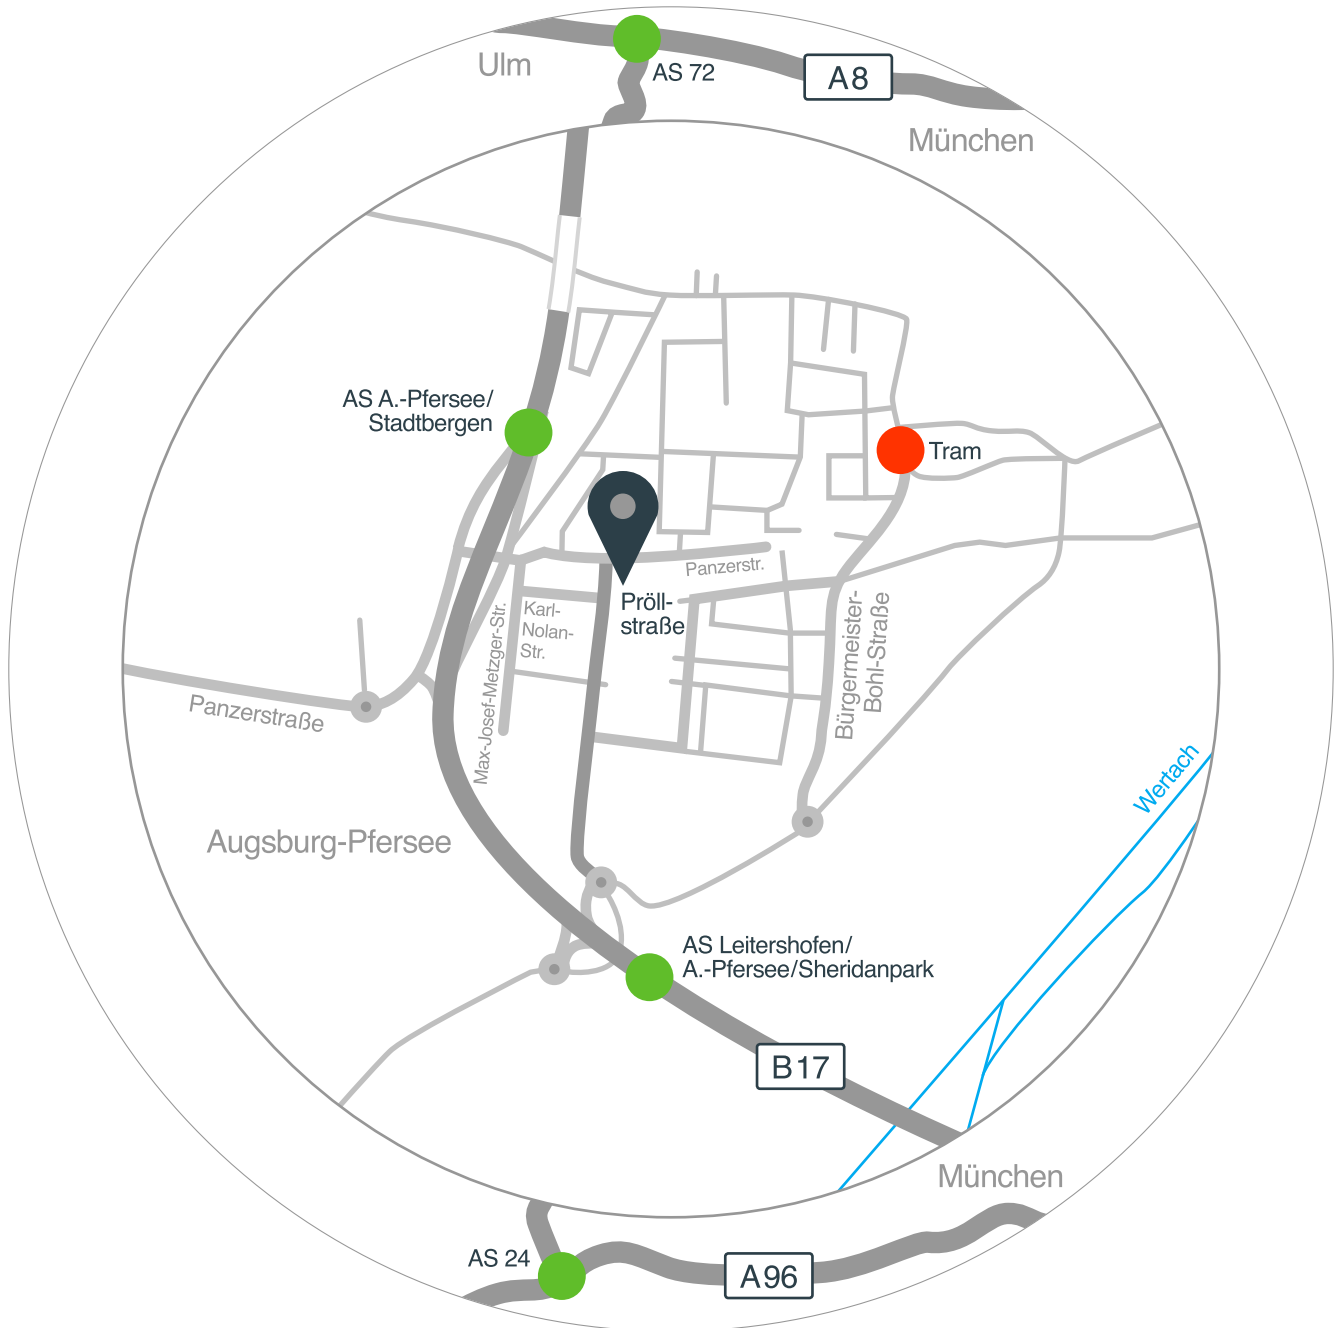 Ulm
AS 72
A8
München
AS A.-Pfersee/
Stadtbergen
Tram
Panzerstr.
Karl-
Nolan-
Str.
Pröll-
straße
Max-Josef-Metzger-Str.
Bürgermeister-
Bohl-Straße
Panzerstraße
Wertach
Augsburg-Pfersee
AS Leitershofen/
A.-Pfersee/Sheridanpark
B17
München
AS 24
A96